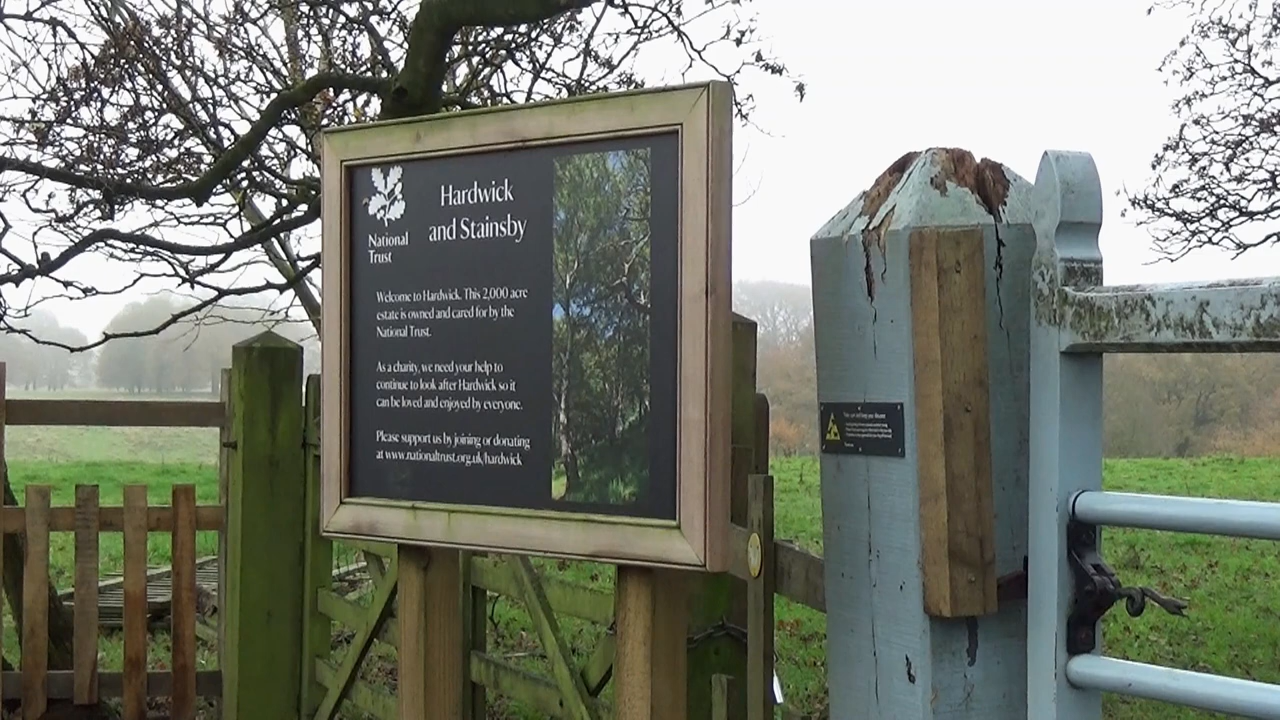 National
Trust
Hardwick
and Stainsby
Welcome to Hardwick. This 2,000 acre
estate is owned and cared for by the
National Trust.
As a charity, we need your help to
continue to look after Hardwick so it
can be loved and enjoyed by everyone.
Please support us by joining or donating
at www.nationaltrust.org.uk/hardwick